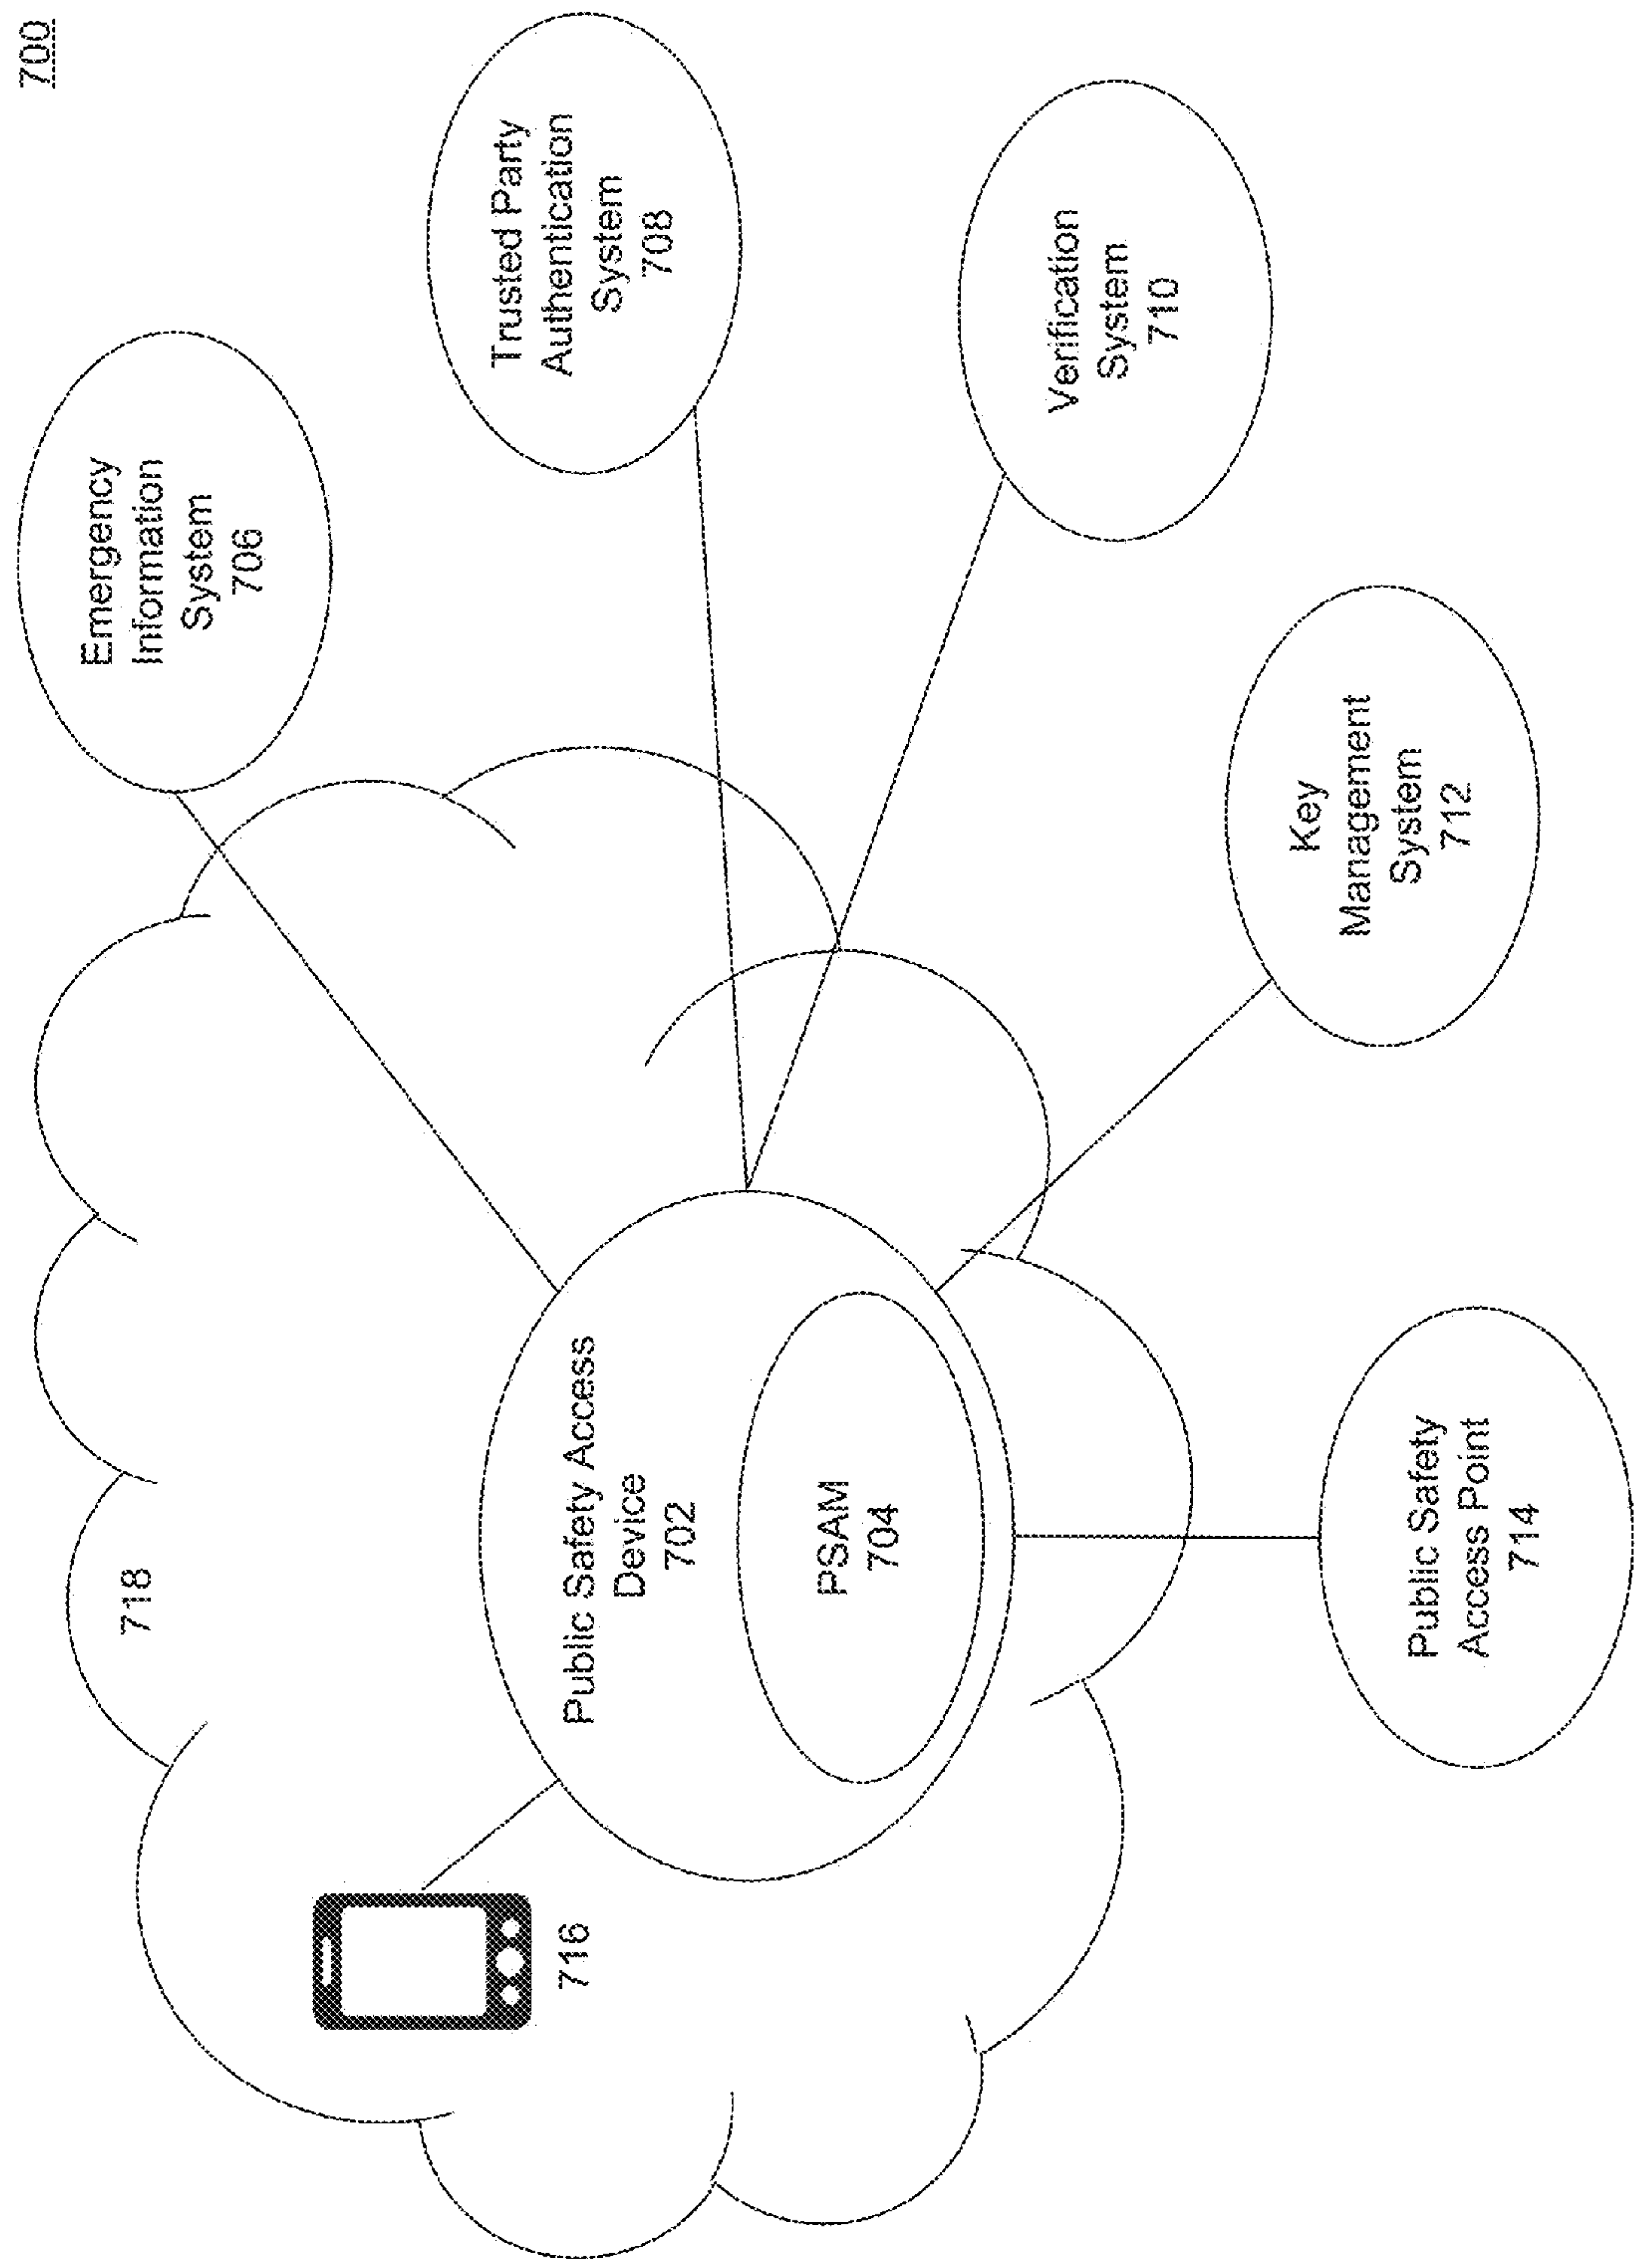 700
Emergency
Information
System
706
Trusted Party
Authentication
System
708
Verification
System
710
Key
Management
System
712
Public Safety
Access Point
714
Public Safety Access
Device
702
PSAM
704
716
718